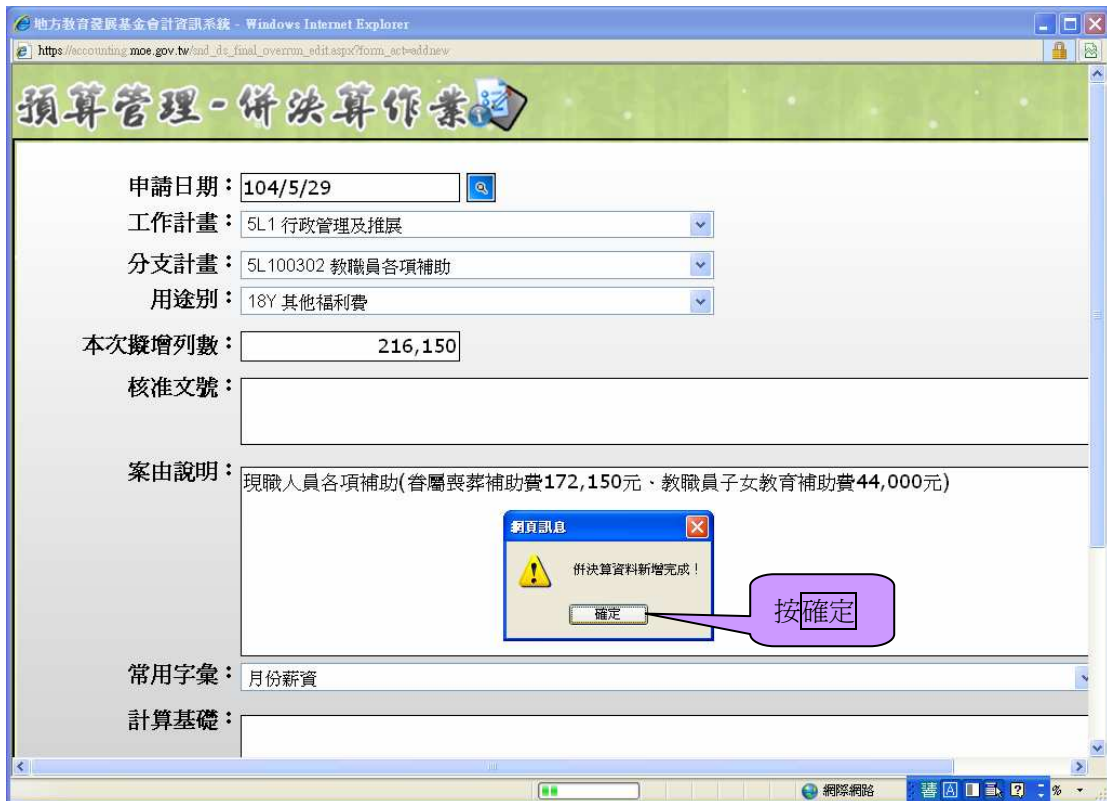 地方教育發展基金會計資訊系統 - Windows Internet Explorer
https://accounting.moe.gov.tw/snd_ds_final_overrun_edit.aspx?form_act=addnew
預算管理-併決算作業
申請日期：104/5/29
工作計畫：5L1 行政管理及推展
分支計畫：5L100302 教職員各項補助
用途別：18Y 其他福利費
本次擬增列數：216,150
核准文號：
案由說明：現職人員各項補助(眷屬喪葬補助費172,150元、教職員子女教育補助費44,000元)
網頁訊息
併決算資料新增完成！
確定
按確定
常用字彙：月份薪資
計算基礎：
網際網路
%